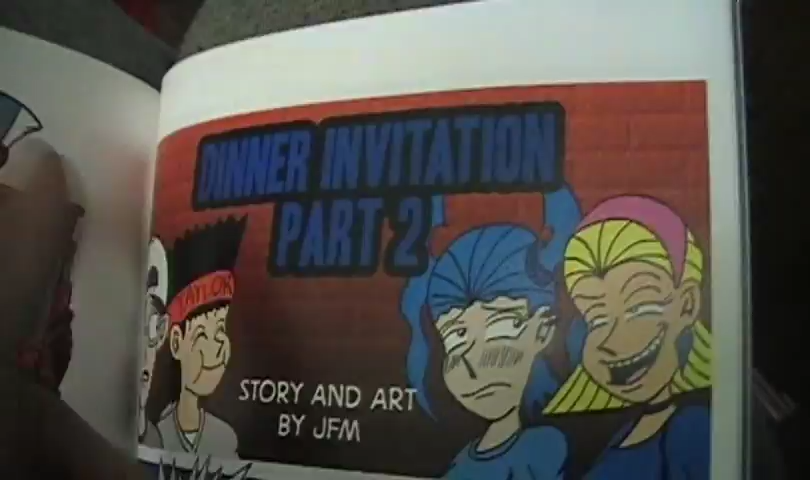 DINNER INVITATION
PART 2
TAYLOR
STORY AND ART
BY JFM